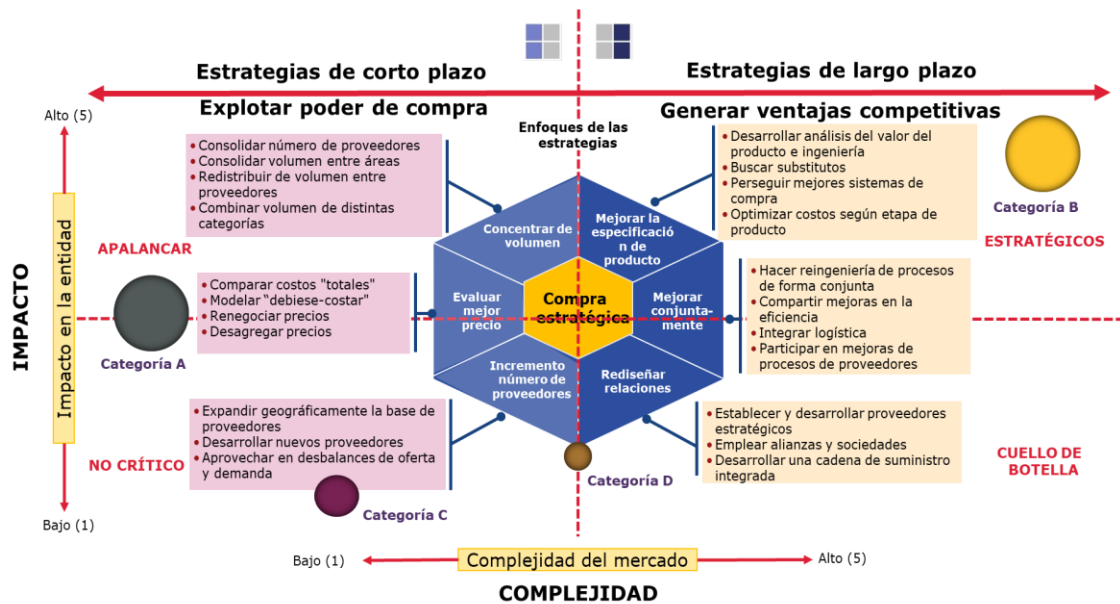 Estrategias de corto plazo
Estrategias de largo plazo
Explotar poder de compra
Generar ventajas competitivas
Enfoques de las
estrategias
IMPACTO
Impacto en la entidad
Alto (5)
Bajo (1)
APALANCAR
• Consolidar número de proveedores
• Consolidar volumen entre áreas
• Redistribuir de volumen entre
proveedores
• Combinar volumen de distintas
categorías
Categoría A
• Comparar costos "totales"
• Modelar “debiese-costar”
• Renegociar precios
• Desagregar precios
NO CRÍTICO
• Expandir geográficamente la base de
proveedores
• Desarrollar nuevos proveedores
• Aprovechar en desbalances de oferta
y demanda
Categoría C
Concentrar de
volumen
Mejorar la
especificació
n de
producto
Evaluar
mejor
precio
Compra
estratégica
Mejorar
conjunta-
mente
Incremento
número de
proveedores
Rediseñar
relaciones
Categoría D
• Desarrollar análisis del valor del
producto e ingeniería
• Buscar substitutos
• Perseguir mejores sistemas de
compra
• Optimizar costos según etapa de
producto
Categoría B
ESTRATÉGICOS
• Hacer reingeniería de procesos
de forma conjunta
• Compartir mejoras en la
eficiencia
• Integrar logística
• Participar en mejoras de
procesos de proveedores
• Establecer y desarrollar proveedores
estratégicos
• Emplear alianzas y sociedades
• Desarrollar una cadena de suministro
integrada
CUELLO DE
BOTELLA
Bajo (1)
Complejidad del mercado
Alto (5)
COMPLEJIDAD